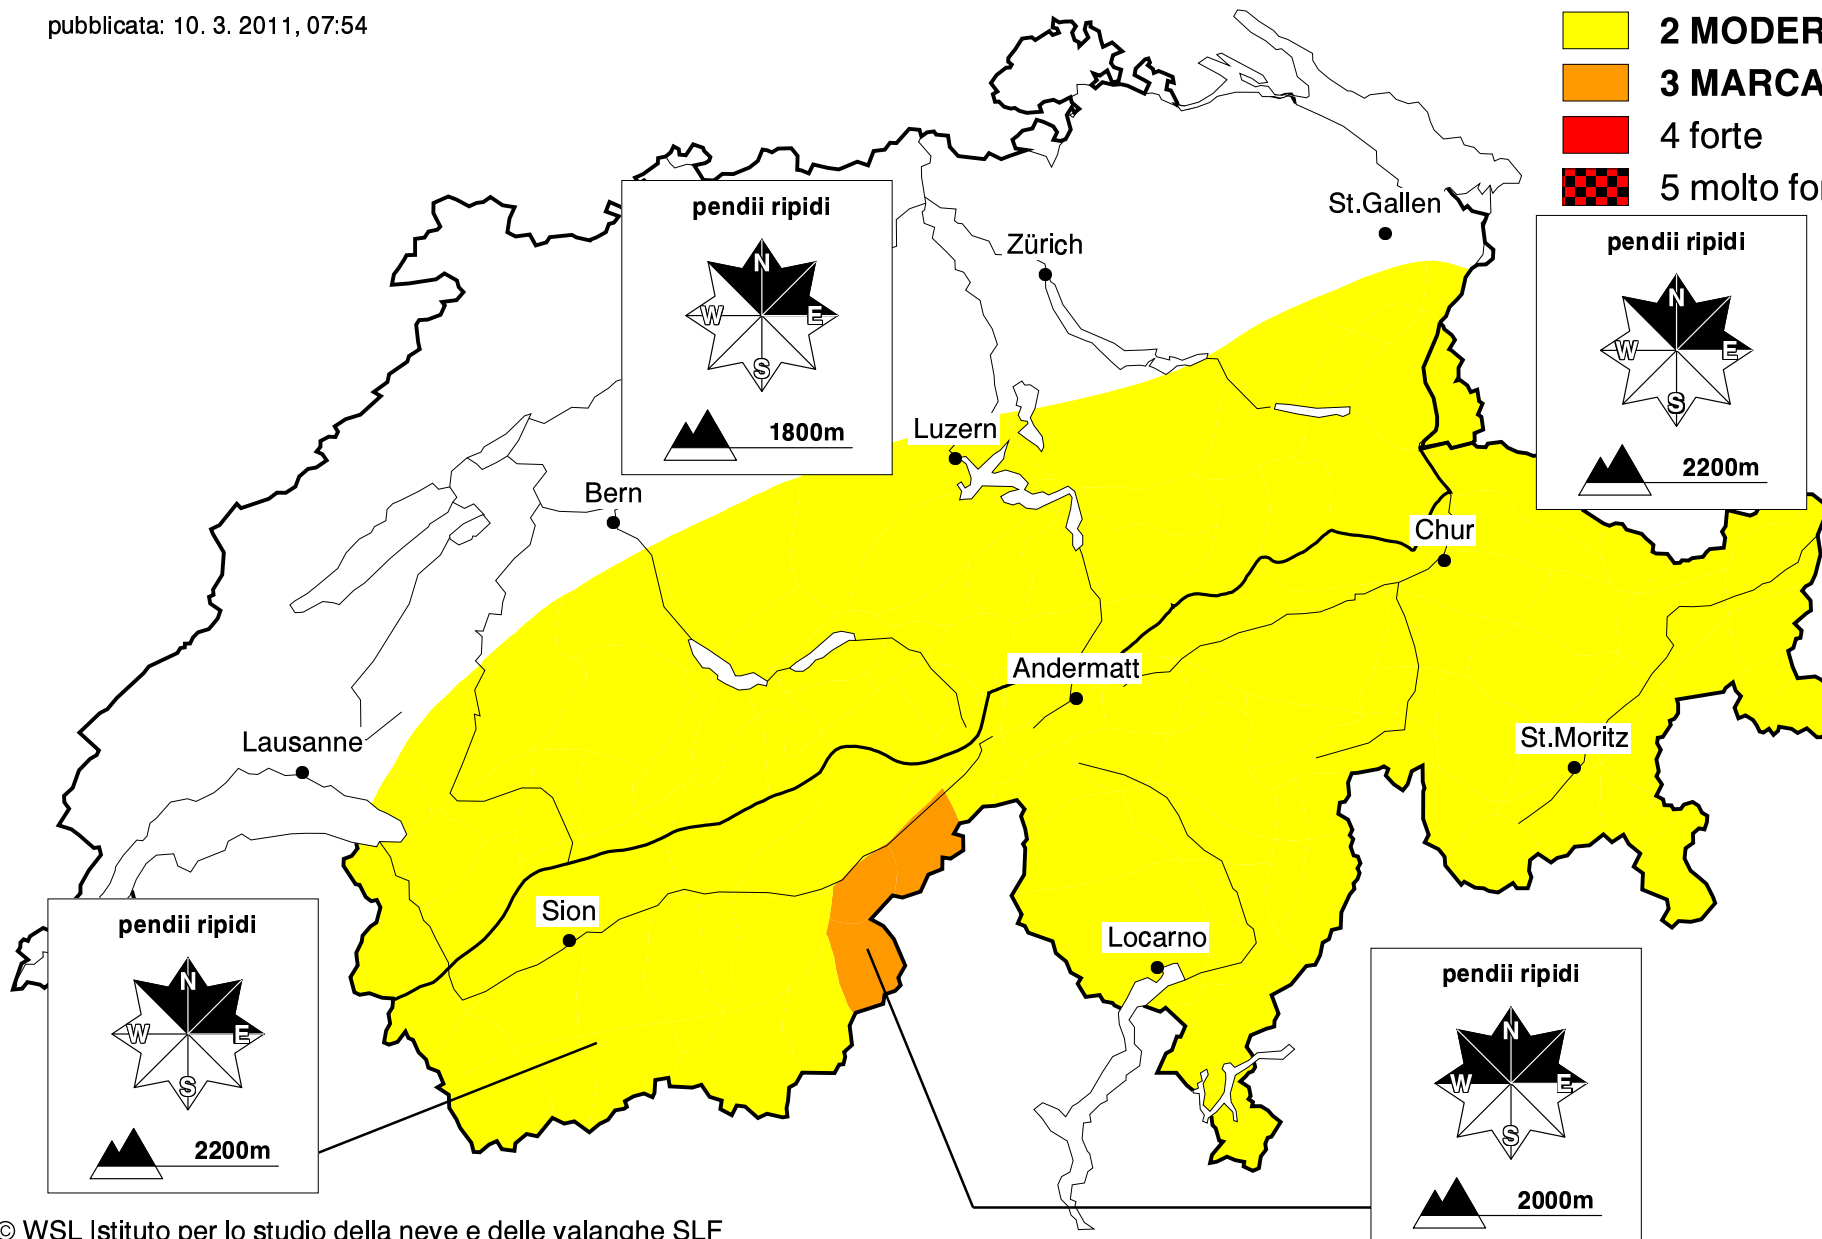 pubblicata: 10. 3. 2011, 07:54
2 MODER
3 MARCA
4 forte
5 molto for
pendii ripidi
N
W E
S
1800m
pendii ripidi
N
W E
S
2200m
St.Gallen
Zürich
Luzern
Bern
Chur
Andermatt
Lausanne
St.Moritz
Sion
Locarno
pendii ripidi
N
W E
S
2200m
pendii ripidi
N
W E
S
2000m
© WSL Istituto per lo studio della neve e delle valanghe SLF